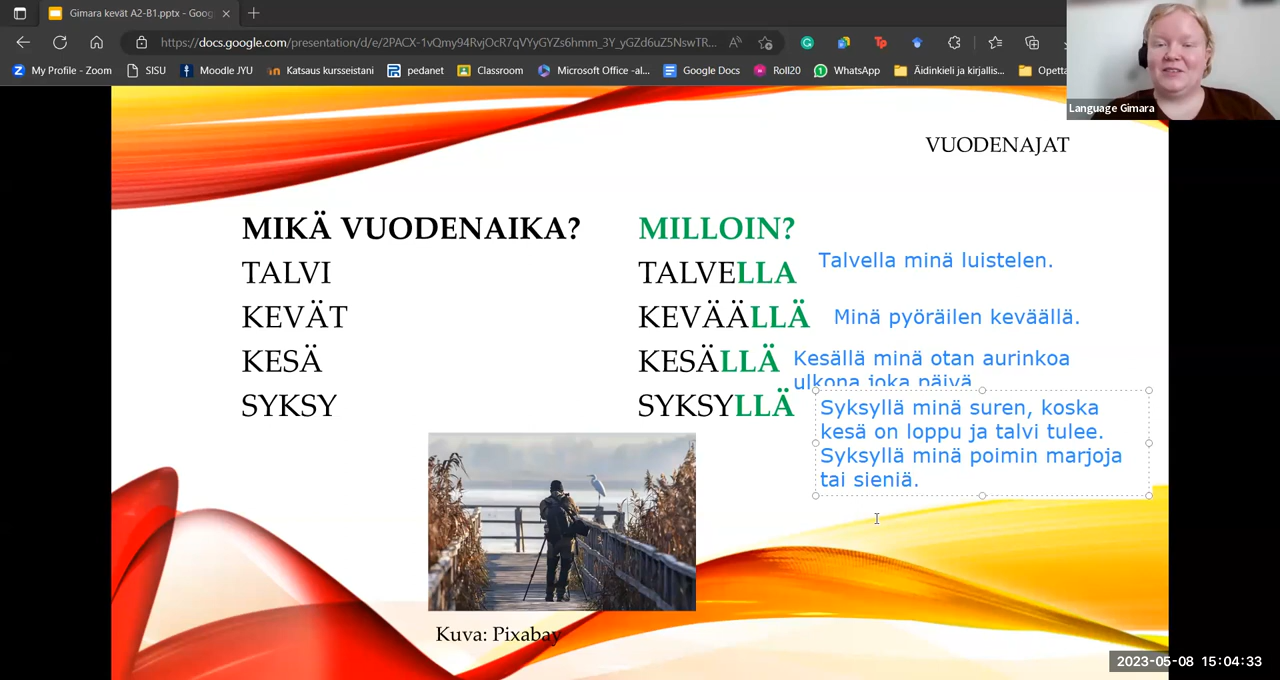 Gimara kevät A2-B1.pptx - Goog
https://docs.google.com/presentation/d/e/2PACX-1vQmy94RvjOcR7qVYyGYZs6hmm_3Y_yGZd6uZ5NswTR...
My Profile - Zoom SISU Moodle JYU Katsaus kursseistani pedanet Classroom Microsoft Office -al... Google Docs Roll20 WhatsApp Äidinkieli ja kirjallis... Opetta
Language Gimara
VUODENAJAT
MIKÄ VUODENAIKA? MILLOIN?
Talvella minä luistelen.
TALVI TALVELLA
KEVÄT KEVÄÄLLÄ Minä pyöräilen keväällä.
KESÄ KESÄLLÄ Kesällä minä otan aurinkoa
ulkona joka päivä
SYKSY SYKSYLLÄ Syksyllä minä suren, koska
kesä on loppu ja talvi tulee.
Syksyllä minä poimin marjoja
tai sieniä.
Kuva: Pixabay
2023-05-08 15:04:33